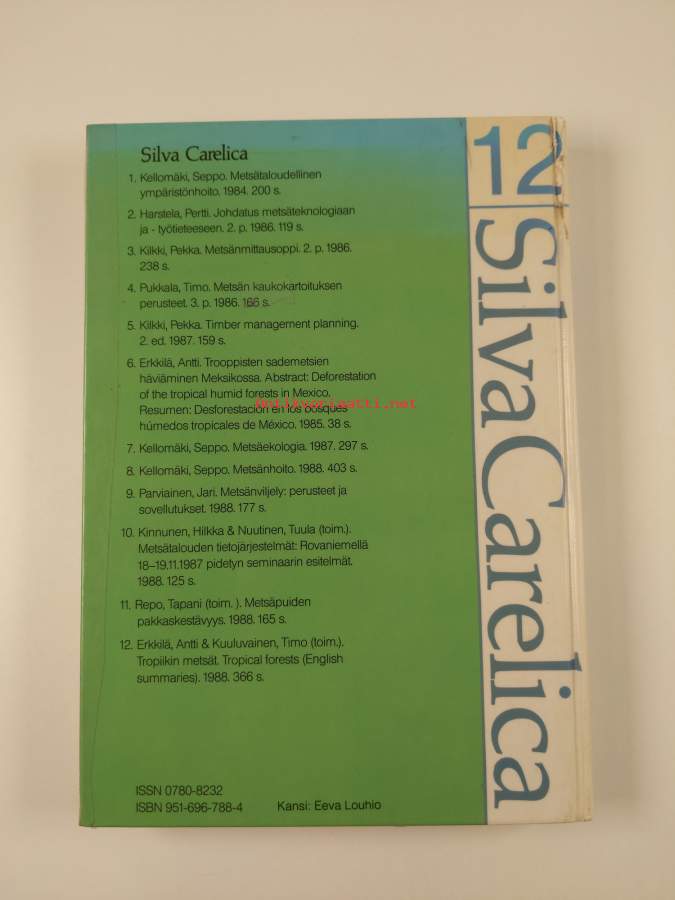 Silva Carelica
1. Kellomäki, Seppo. Metsätaloudellinen
ympäristönhoito. 1984. 200 s.
2. Harstela, Pertti. Johdatus metsäteknologiaan
ja - työtieteeseen. 2. p. 1986. 119 s.
3. Kilkki, Pekka. Metsänmittausoppi. 2. p. 1986.
238 s.
4. Pukkala, Timo. Metsän kaukokartoituksen
perusteet. 3. p. 1986. 166 s.
5. Kilkki, Pekka. Timber management planning.
2. ed. 1987. 159 s.
6. Erkkilä, Antti. Trooppisten sademetsien
häviäminen Meksikossa. Abstract: Deforestation
of the tropical humid forests in Mexico.
Resumen: Desforestación en los bosques
húmedos tropicales de México. 1985. 38 s.
7. Kellomäki, Seppo. Metsäekologia. 1987. 297 s.
8. Kellomäki, Seppo. Metsänhoito. 1988. 403 s.
9. Parviainen, Jari. Metsänviljely: perusteet ja
sovellutukset. 1988. 177 s.
10. Kinnunen, Hilkka & Nuutinen, Tuula (toim.).
Metsätalouden tietojärjestelmät: Rovaniemellä
18–19.11.1987 pidetyn seminaarin esitelmät.
1988. 125 s.
11. Repo, Tapani (toim. ). Metsäpuiden
pakkaskestävyys. 1988. 165 s.
12. Erkkilä, Antti & Kuuluvainen, Timo (toim.).
Tropiikin metsät. Tropical forests (English
summaries). 1988. 366 s.
ISSN 0780-8232
ISBN 951-696-788-4 Kansi: Eeva Louhio
12
Silva Carelica
Antikvariaatti.net